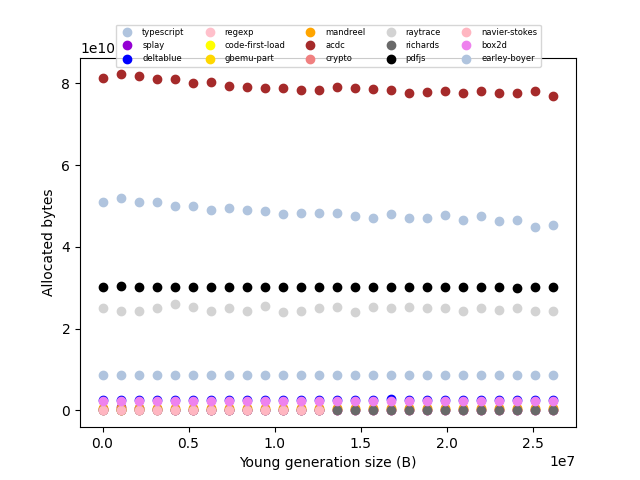 typescript regexp mandreel raytrace navier-stokes
splay code-first-load acdc richards box2d
deltablue gbemu-part crypto pdfjs earley-boyer
1e10
8
6
4
2
0
Allocated bytes
0.0 0.5 1.0 1.5 2.0 2.5
Young generation size (B)
1e7